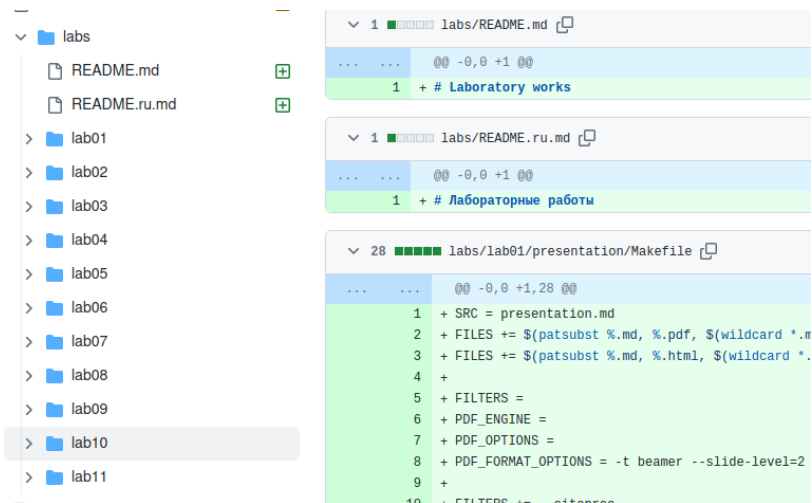 labs
README.md
README.ru.md
lab01
lab02
lab03
lab04
lab05
lab06
lab07
lab08
lab09
lab10
lab11
1 labs/README.md
... ... @@ -0,0 +1 @@
1 + # Laboratory works
1 labs/README.ru.md
... ... @@ -0,0 +1 @@
1 + # Лабораторные работы
28 labs/lab01/presentation/Makefile
... ... @@ -0,0 +1,28 @@
1 + SRC = presentation.md
2 + FILES += $(patsubst %.md, %.pdf, $(wildcard *.m
3 + FILES += $(patsubst %.md, %.html, $(wildcard *.
4 +
5 + FILTERS =
6 + PDF_ENGINE =
7 + PDF_OPTIONS =
8 + PDF_FORMAT_OPTIONS = -t beamer --slide-level=2
9 +